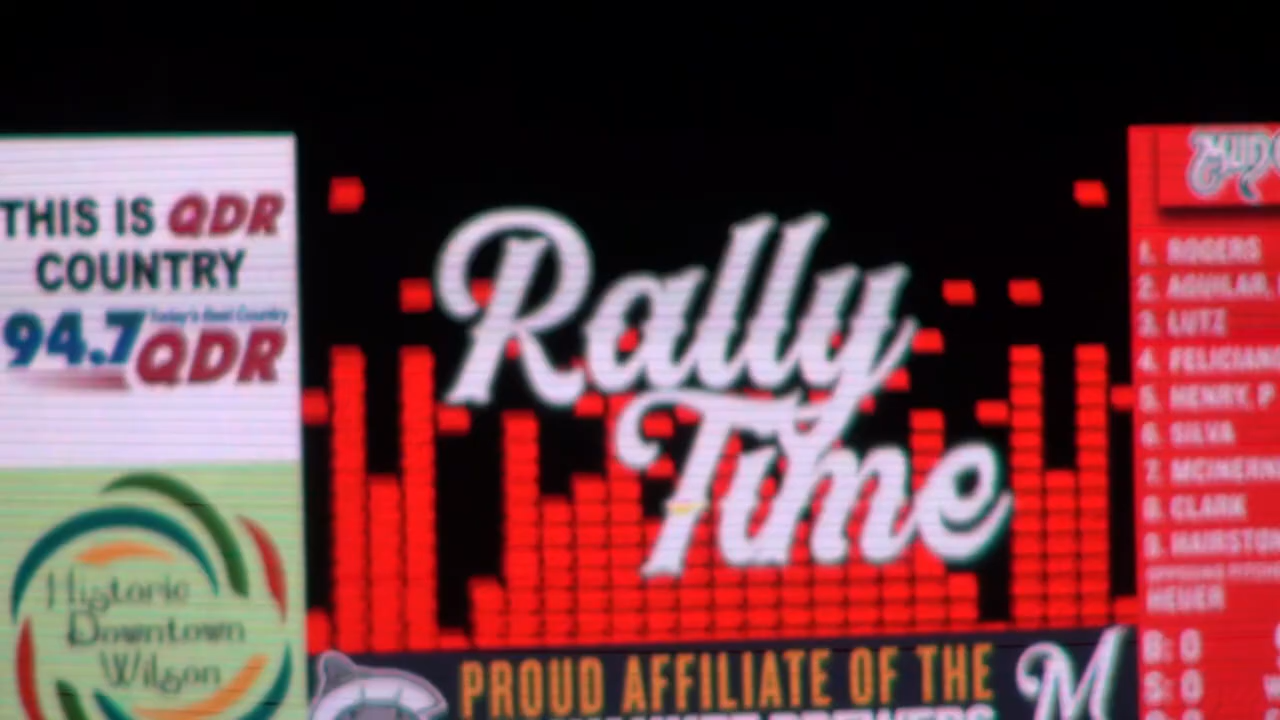 THIS IS QDR
COUNTRY
94.7 Today's Best Country
QDR
Historic
Downtown
Wilson
Rally
Time
PROUD AFFILIATE OF THE
M
1. ROGERS
2. AGUILAR,
3. LUTZ
4. FELICIAN
5. HENRY, P
6. SILVA
7. MCINERN
8. CLARK
9. HAIRSTO
HEUER
B: 0
S: 0